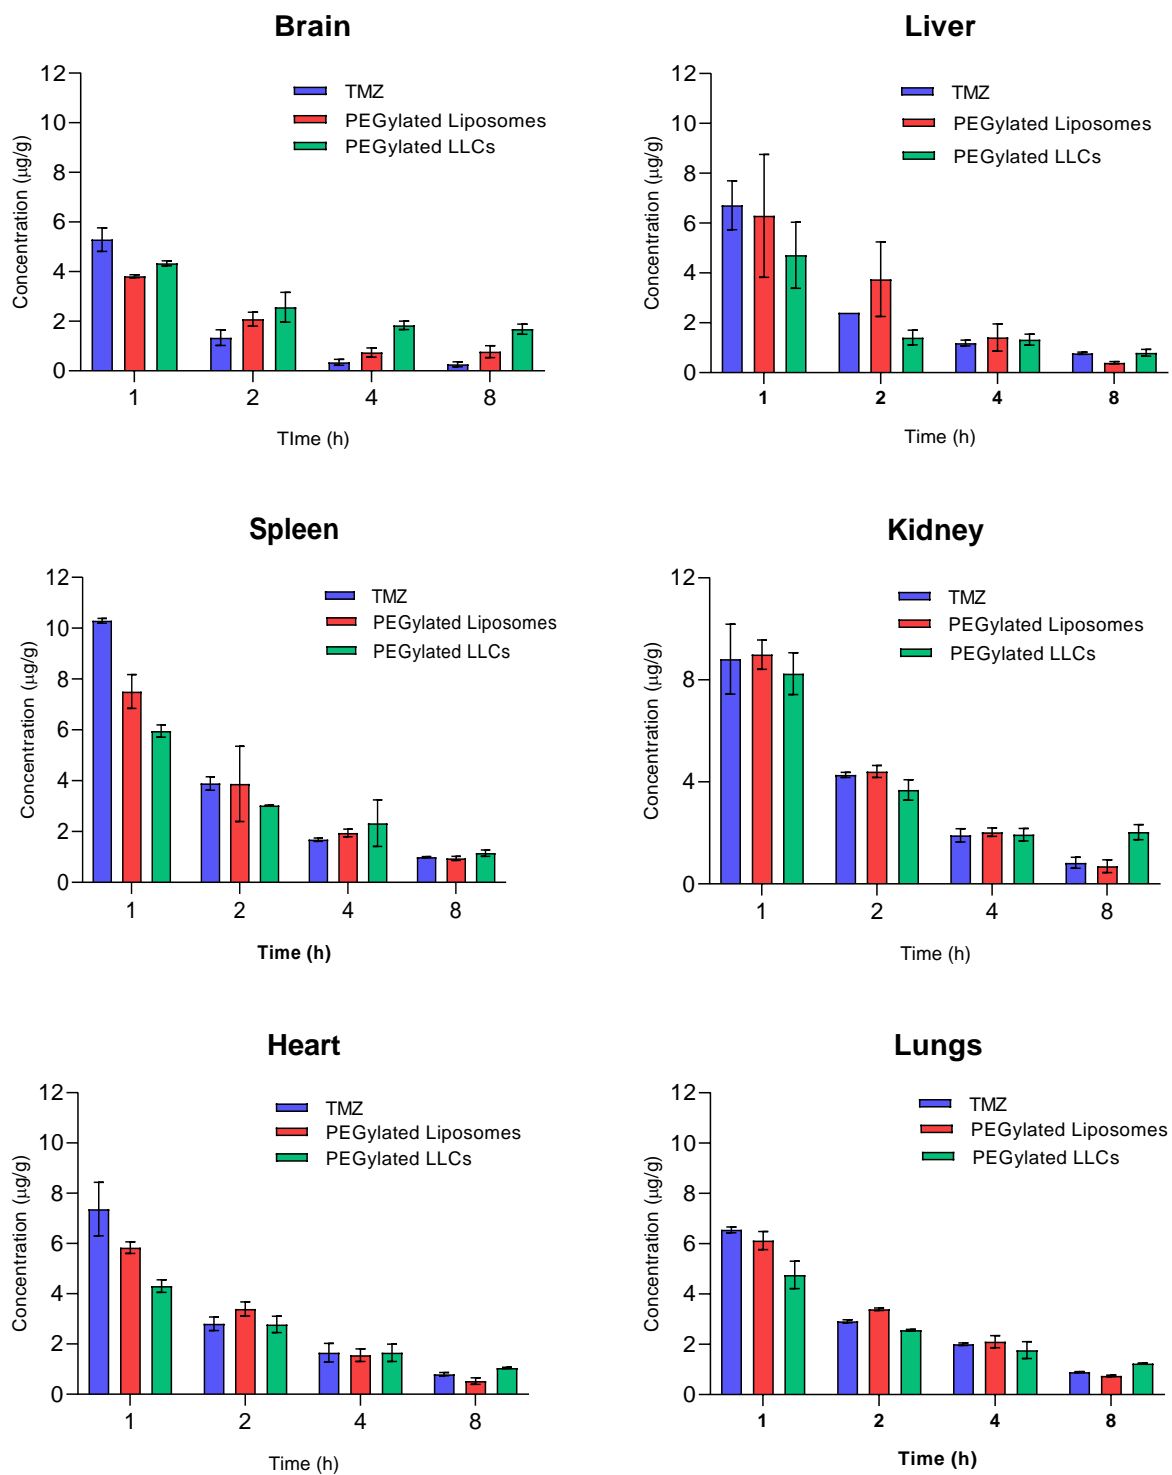 Brain
12
10
8
6
4
2
0
Concentration (μg/g)
TMZ
PEGylated Liposomes
PEGylated LLCs
1 2 4 8
TIme (h)
Liver
12
10
8
6
4
2
0
Concentration (μg/g)
TMZ
PEGylated Liposomes
PEGylated LLCs
1 2 4 8
Time (h)
Spleen
12
10
8
6
4
2
0
Concentration (μg/g)
TMZ
PEGylated Liposomes
PEGylated LLCs
1 2 4 8
Time (h)
Kidney
12
8
4
0
Concentration (μg/g)
TMZ
PEGylated Liposomes
PEGylated LLCs
1 2 4 8
Time (h)
Heart
12
10
8
6
4
2
0
Concentration (μg/g)
TMZ
PEGylated Liposomes
PEGylated LLCs
1 2 4 8
Time (h)
Lungs
12
10
8
6
4
2
0
Concentration (μg/g)
TMZ
PEGylated Liposomes
PEGylated LLCs
1 2 4 8
Time (h)